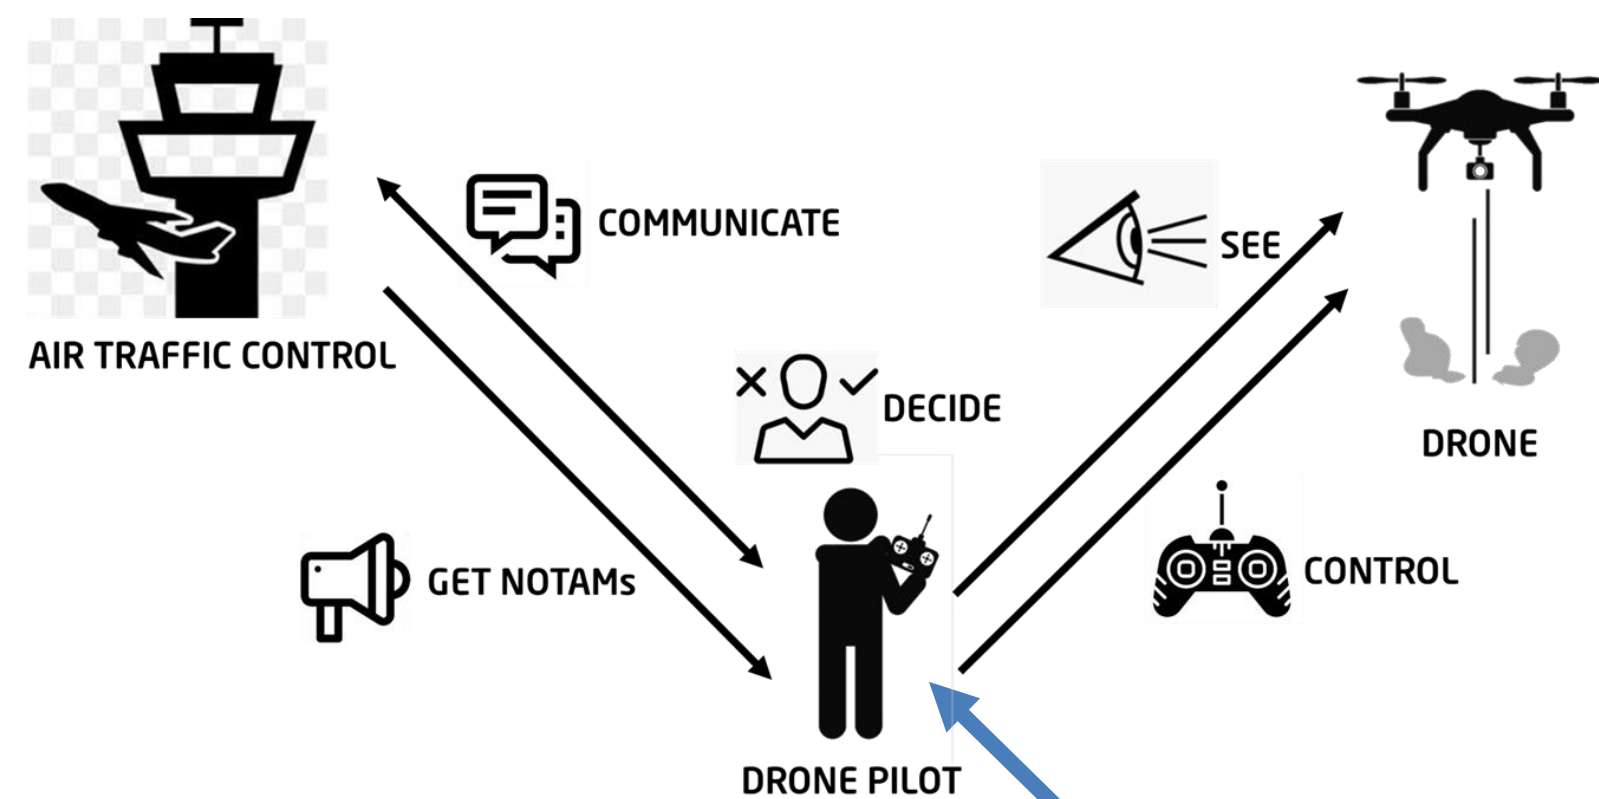 COMMUNICATE
SEE
AIR TRAFFIC CONTROL
DECIDE
DRONE
GET NOTAMs
CONTROL
DRONE PILOT